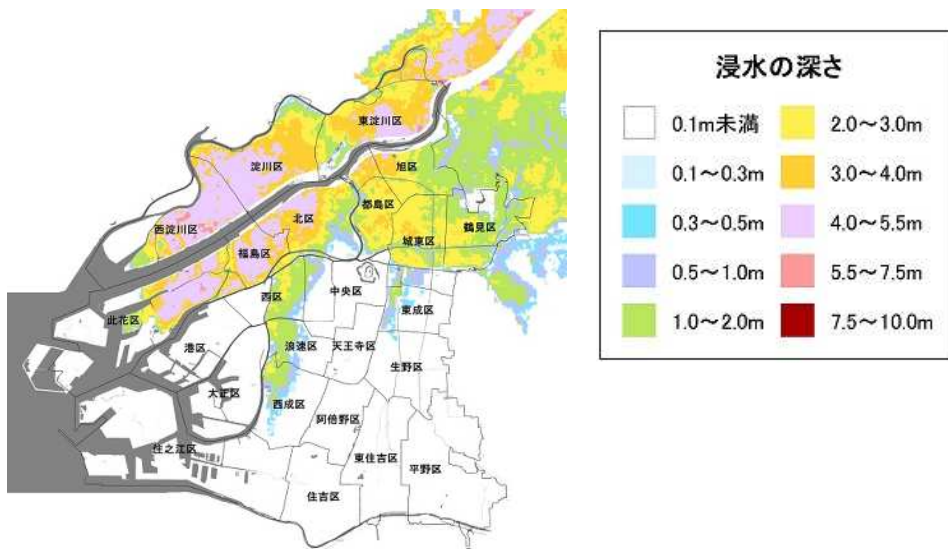 東淀川区
淀川区
旭区
都島区
北区
西淀川区
鶴見区
城東区
福島区
中央区
西区
東成区
此花区
港区
浪速区
天王寺区
生野区
大正区
西成区
阿倍野区
住之江区
東住吉区
平野区
住吉区
浸水の深さ
0.1m未満
0.1~0.3m
0.3~0.5m
0.5~1.0m
1.0~2.0m
2.0~3.0m
3.0~4.0m
4.0~5.5m
5.5~7.5m
7.5~10.0m